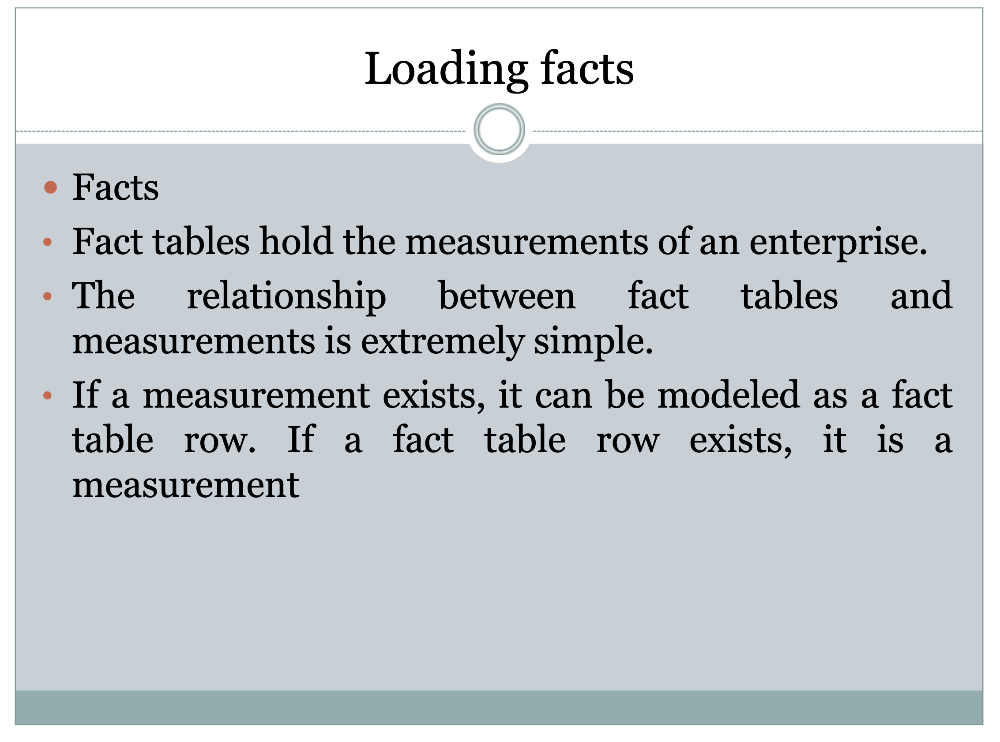 Loading facts
Facts
Fact tables hold the measurements of an enterprise.
The relationship between fact tables and
measurements is extremely simple.
If a measurement exists, it can be modeled as a fact
table row. If a fact table row exists, it is a
measurement